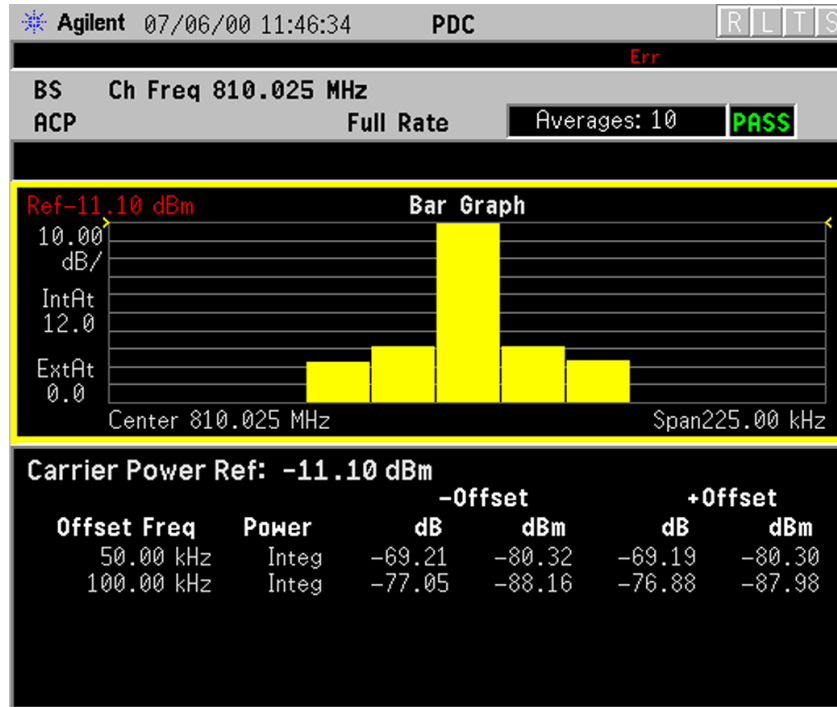 Agilent 07/06/00 11:46:34 PDC R L T S
Err
BS Ch Freq 810.025 MHz
ACP Full Rate Averages: 10 PASS
Ref-11.10 dBm Bar Graph
10.00
dB/
IntAt
12.0
ExtAt
0.0
Center 810.025 MHz Span225.00 kHz
Carrier Power Ref: -11.10 dBm
-Offset +Offset
Offset Freq Power dB dBm dB dBm
50.00 kHz Integ -69.21 -80.32 -69.19 -80.30
100.00 kHz Integ -77.05 -88.16 -76.88 -87.98